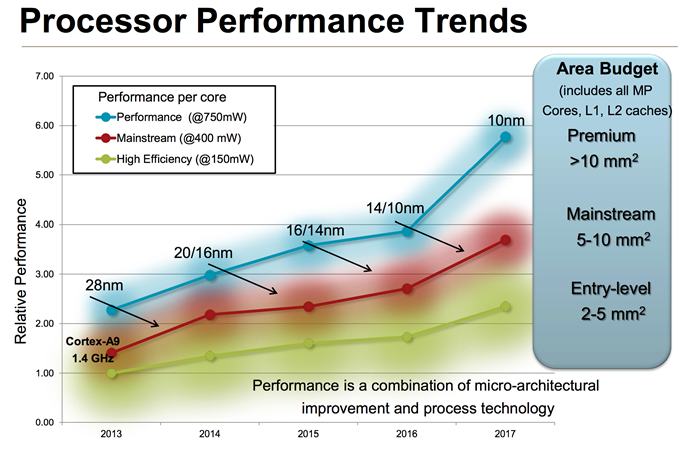 Processor Performance Trends
7.00
6.00
5.00
4.00
3.00
2.00
1.00
0.00
Relative Performance
Performance per core
Performance (@750mW)
Mainstream (@400 mW)
High Efficiency (@150mW)
28nm
20/16nm
16/14nm
14/10nm
10nm
Cortex-A9
1.4 GHz
Performance is a combination of micro-architectural
improvement and process technology
2013
2014
2015
2016
2017
Area Budget
(includes all MP
Cores, L1, L2 caches)
Premium
>10 mm²
Mainstream
5-10 mm²
Entry-level
2-5 mm²